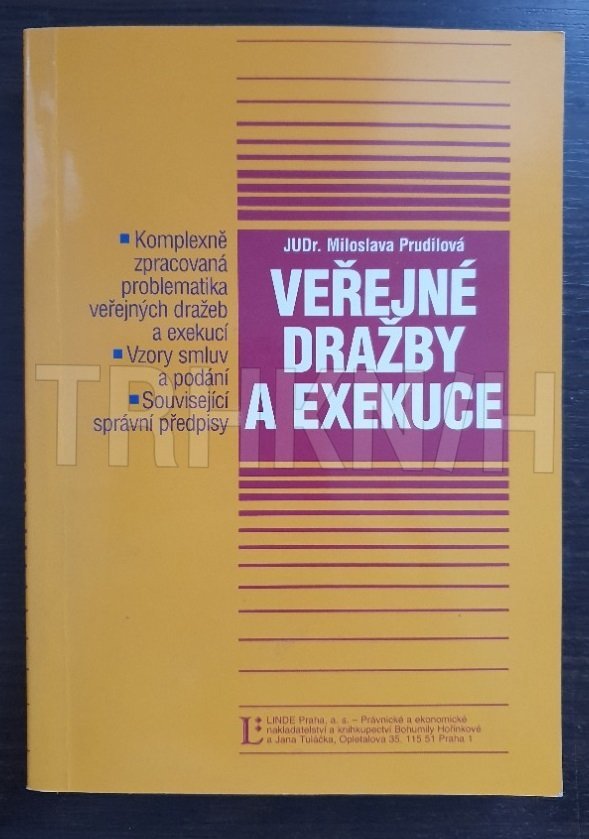 JUDr. Miloslava Prudílová
VEŘEJNÉ
DRAŽBY
A EXEKUCE
Komplexně
zpracovaná
problematika
veřejných dražeb
a exekucí
Vzory smluv
a podání
Související
správní předpisy
TRHKNIH
LINDE Praha, a. s. – Právnické a ekonomické
nakladatelství a knihkupectví Bohumily Hořínkové
a Jana Tuláčka, Opletalova 35, 115 51 Praha 1